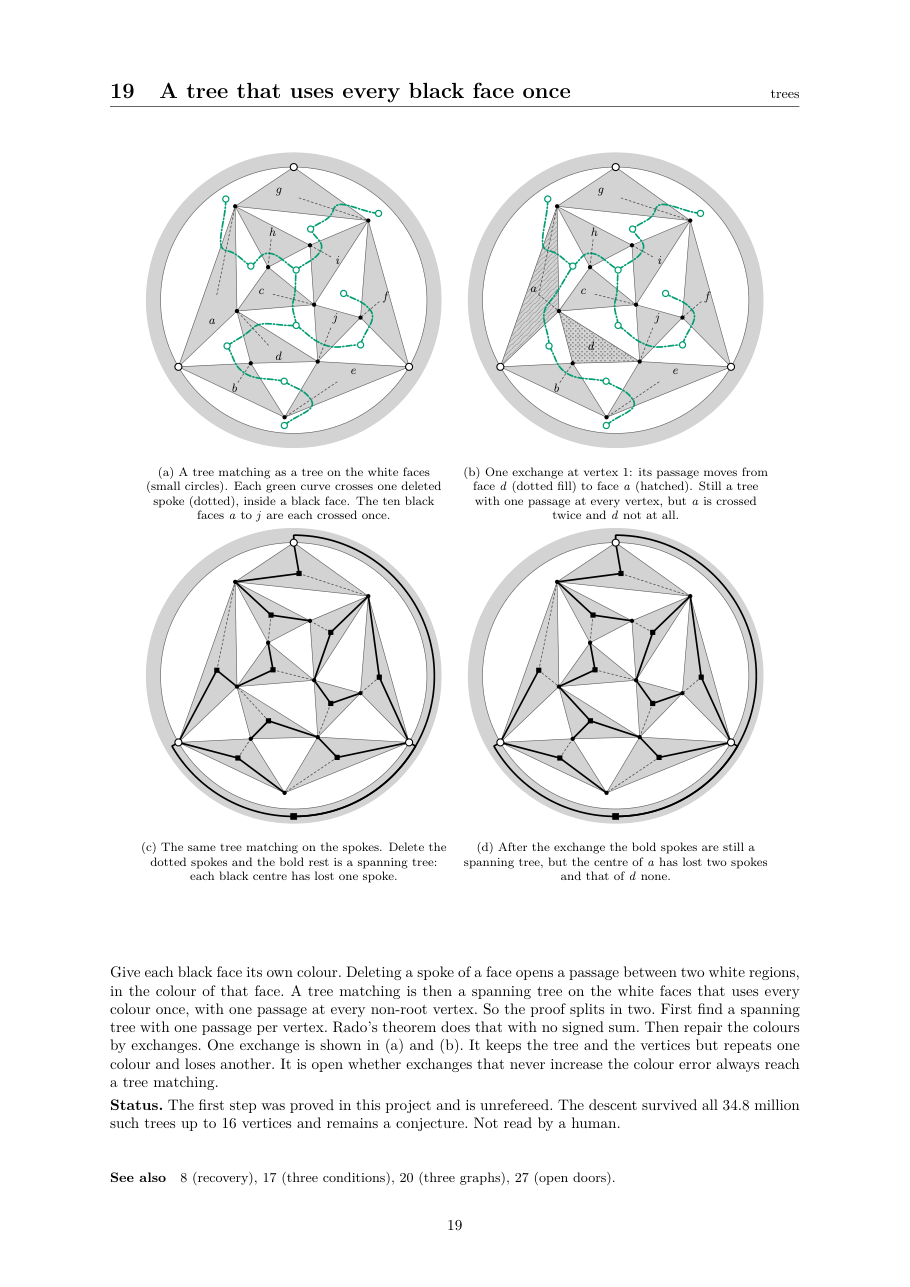 19 A tree that uses every black face once trees
g
h
i
c
f
a
j
d
e
b
g
h
i
a
c
f
j
d
e
b
(a) A tree matching as a tree on the white faces
(small circles). Each green curve crosses one deleted
spoke (dotted), inside a black face. The ten black
faces a to j are each crossed once.
(b) One exchange at vertex 1: its passage moves from
face d (dotted fill) to face a (hatched). Still a tree
with one passage at every vertex, but a is crossed
twice and d not at all.
(c) The same tree matching on the spokes. Delete the
dotted spokes and the bold rest is a spanning tree:
each black centre has lost one spoke.
(d) After the exchange the bold spokes are still a
spanning tree, but the centre of a has lost two spokes
and that of d none.
Give each black face its own colour. Deleting a spoke of a face opens a passage between two white regions,
in the colour of that face. A tree matching is then a spanning tree on the white faces that uses every
colour once, with one passage at every non-root vertex. So the proof splits in two. First find a spanning
tree with one passage per vertex. Rado's theorem does that with no signed sum. Then repair the colours
by exchanges. One exchange is shown in (a) and (b). It keeps the tree and the vertices but repeats one
colour and loses another. It is open whether exchanges that never increase the colour error always reach
a tree matching.
Status. The first step was proved in this project and is unrefereed. The descent survived all 34.8 million
such trees up to 16 vertices and remains a conjecture. Not read by a human.
See also 8 (recovery), 17 (three conditions), 20 (three graphs), 27 (open doors).
19